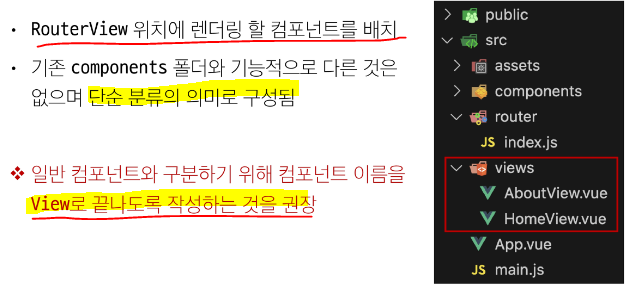 • RouterView 위치에 렌더링 할 컴포넌트를 배치
• 기존 components 폴더와 기능적으로 다른 것은
없으며 단순 분류의 의미로 구성됨
❖ 일반 컴포넌트와 구분하기 위해 컴포넌트 이름을
View로 끝나도록 작성하는 것을 권장
public
src
assets
components
router
JS index.js
views
AboutView.vue
HomeView.vue
App.vue
JS main.js